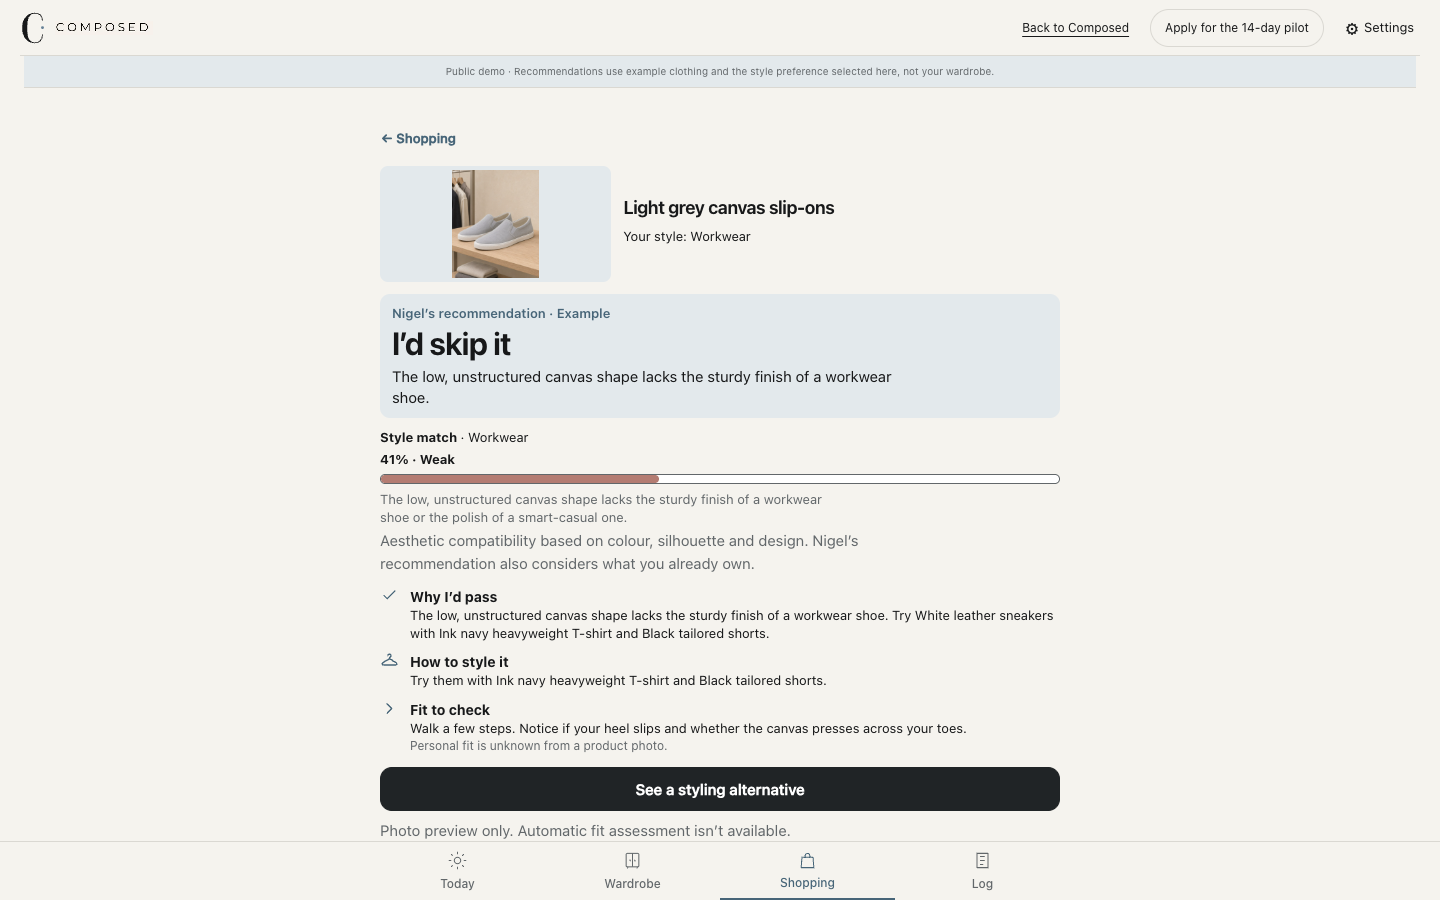 C COMPOSED
Back to Composed
Apply for the 14-day pilot
Settings
Public demo · Recommendations use example clothing and the style preference selected here, not your wardrobe.
← Shopping
Light grey canvas slip-ons
Your style: Workwear
Nigel’s recommendation · Example
I’d skip it
The low, unstructured canvas shape lacks the sturdy finish of a workwear
shoe.
Style match · Workwear
41% · Weak
The low, unstructured canvas shape lacks the sturdy finish of a workwear
shoe or the polish of a smart-casual one.
Aesthetic compatibility based on colour, silhouette and design. Nigel’s
recommendation also considers what you already own.
Why I’d pass
The low, unstructured canvas shape lacks the sturdy finish of a workwear shoe. Try White leather sneakers
with Ink navy heavyweight T-shirt and Black tailored shorts.
How to style it
Try them with Ink navy heavyweight T-shirt and Black tailored shorts.
Fit to check
Walk a few steps. Notice if your heel slips and whether the canvas presses across your toes.
Personal fit is unknown from a product photo.
See a styling alternative
Photo preview only. Automatic fit assessment isn’t available.
Today
Wardrobe
Shopping
Log